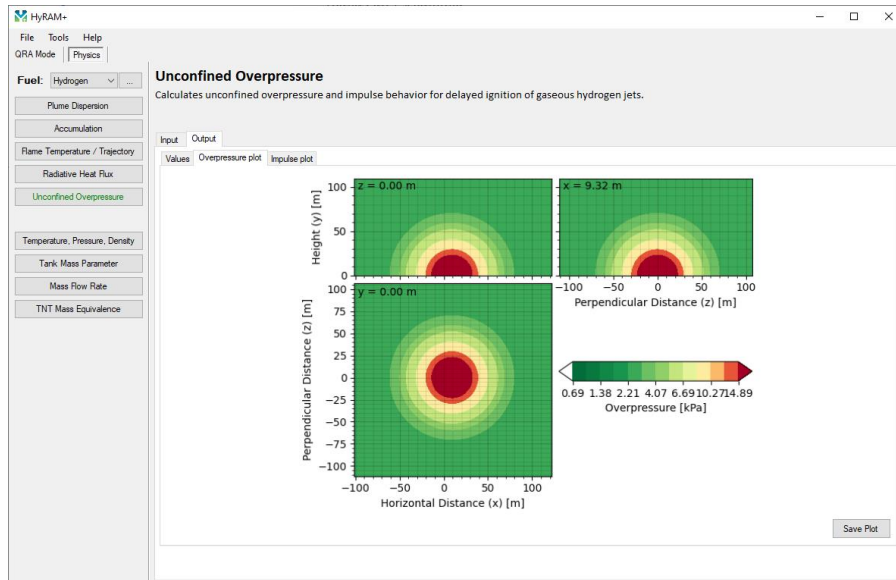 HyRAM+
File Tools Help
QRA Mode Physics
Fuel: Hydrogen ...
Plume Dispersion
Accumulation
Flame Temperature / Trajectory
Radiative Heat Flux
Unconfined Overpressure
Temperature, Pressure, Density
Tank Mass Parameter
Mass Flow Rate
TNT Mass Equivalence
Unconfined Overpressure
Calculates unconfined overpressure and impulse behavior for delayed ignition of gaseous hydrogen jets.
Input Output
Values Overpressure plot Impulse plot
z = 0.00 m
100
50
0
Height (y) [m]
x = 9.32 m
−100 −50 0 50 100
Perpendicular Distance (z) [m]
y = 0.00 m
100
75
50
25
0
−25
−50
−75
−100
Perpendicular Distance (z) [m]
−100 −50 0 50 100
Horizontal Distance (x) [m]
0.69 1.38 2.21 4.07 6.69 10.27 14.89
Overpressure [kPa]
Save Plot